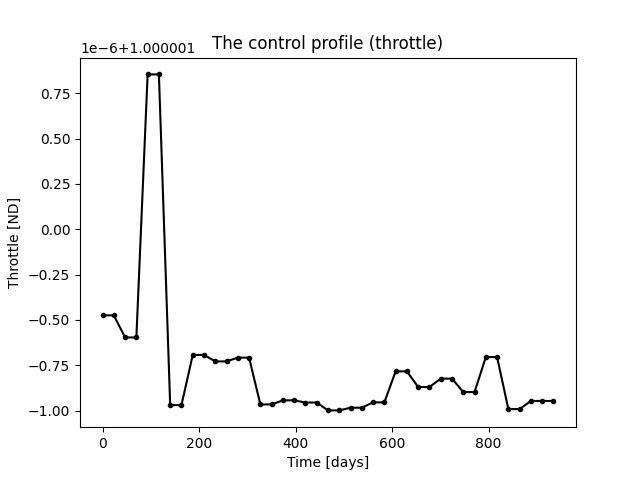 The control profile (throttle)
1e−6+1.000001
0.75
0.50
0.25
0.00
−0.25
−0.50
−0.75
−1.00
Throttle [ND]
0 200 400 600 800
Time [days]